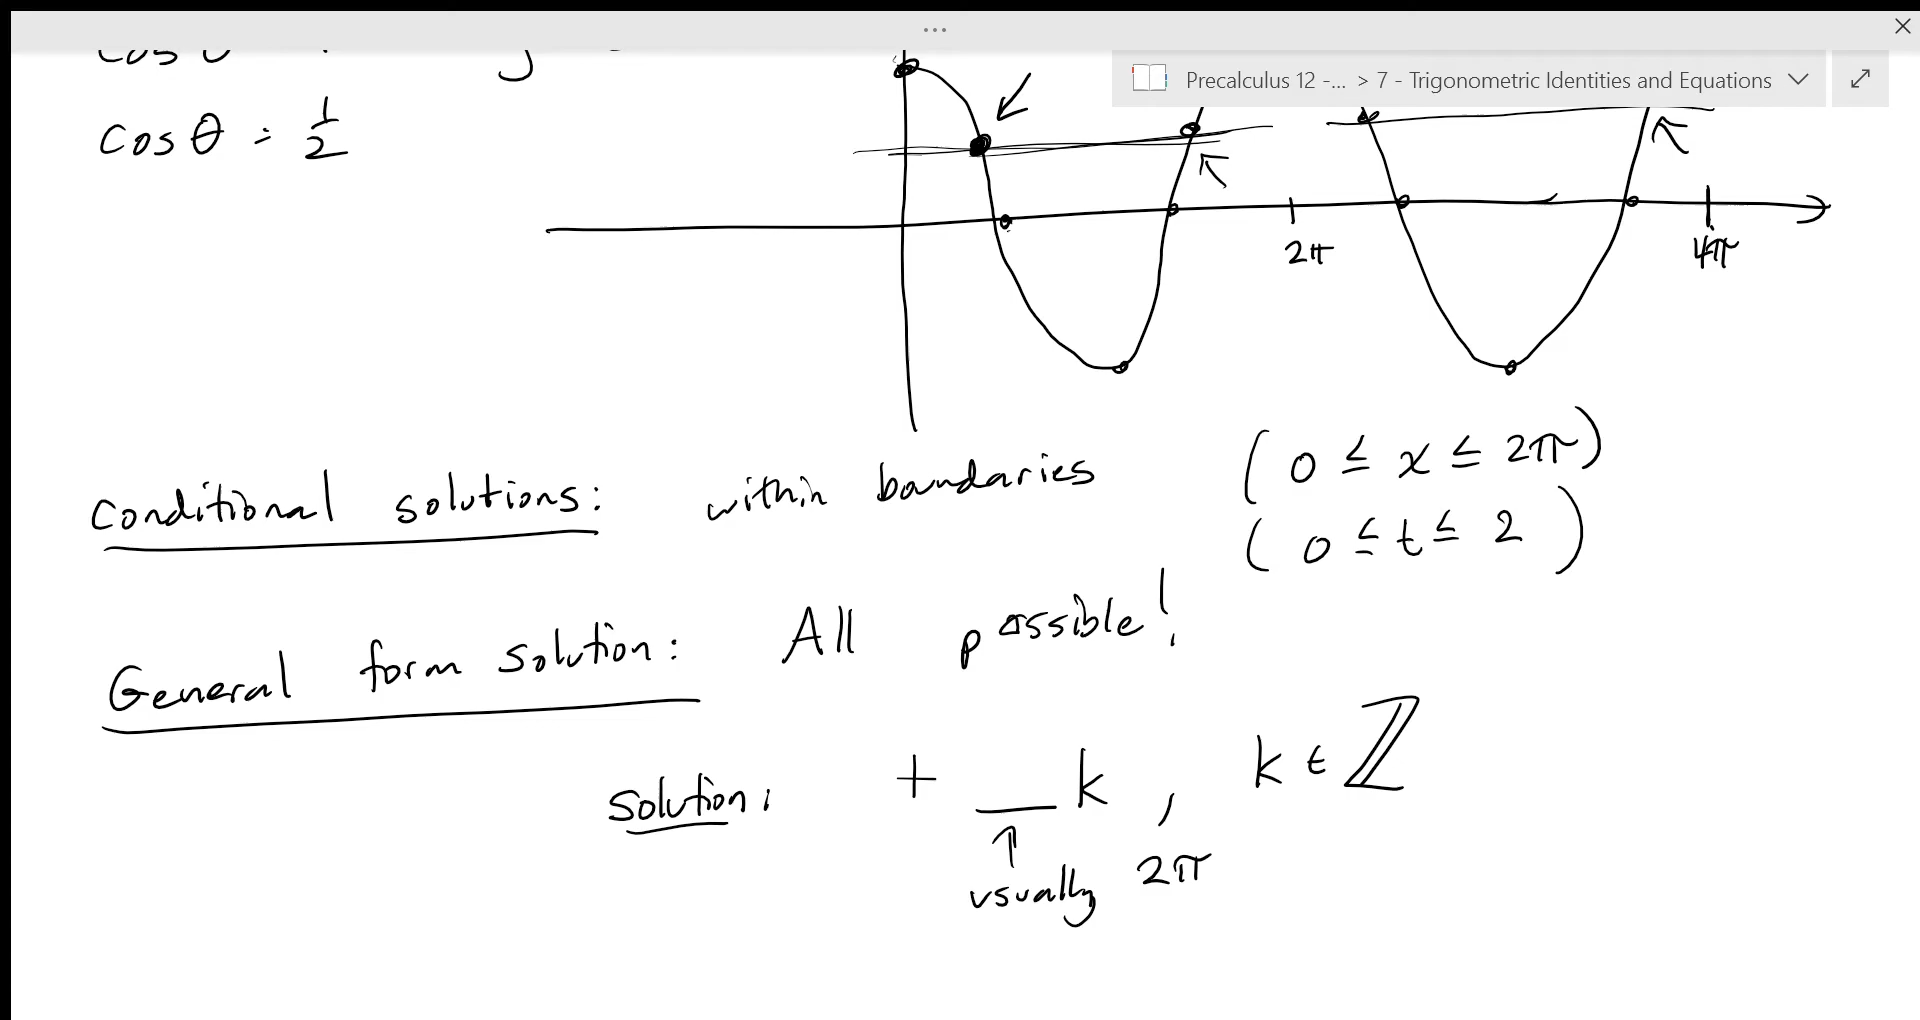 ...
Precalculus 12 -... > 7 - Trigonometric Identities and Equations
cos θ = 1/2
2π
4π
Conditional solutions: within boundaries (0 ≤ x ≤ 2π)
(0 ≤ t ≤ 2)
General form solution: All possible!
solution: + __k, k ∈ ℤ
↑
usually 2π